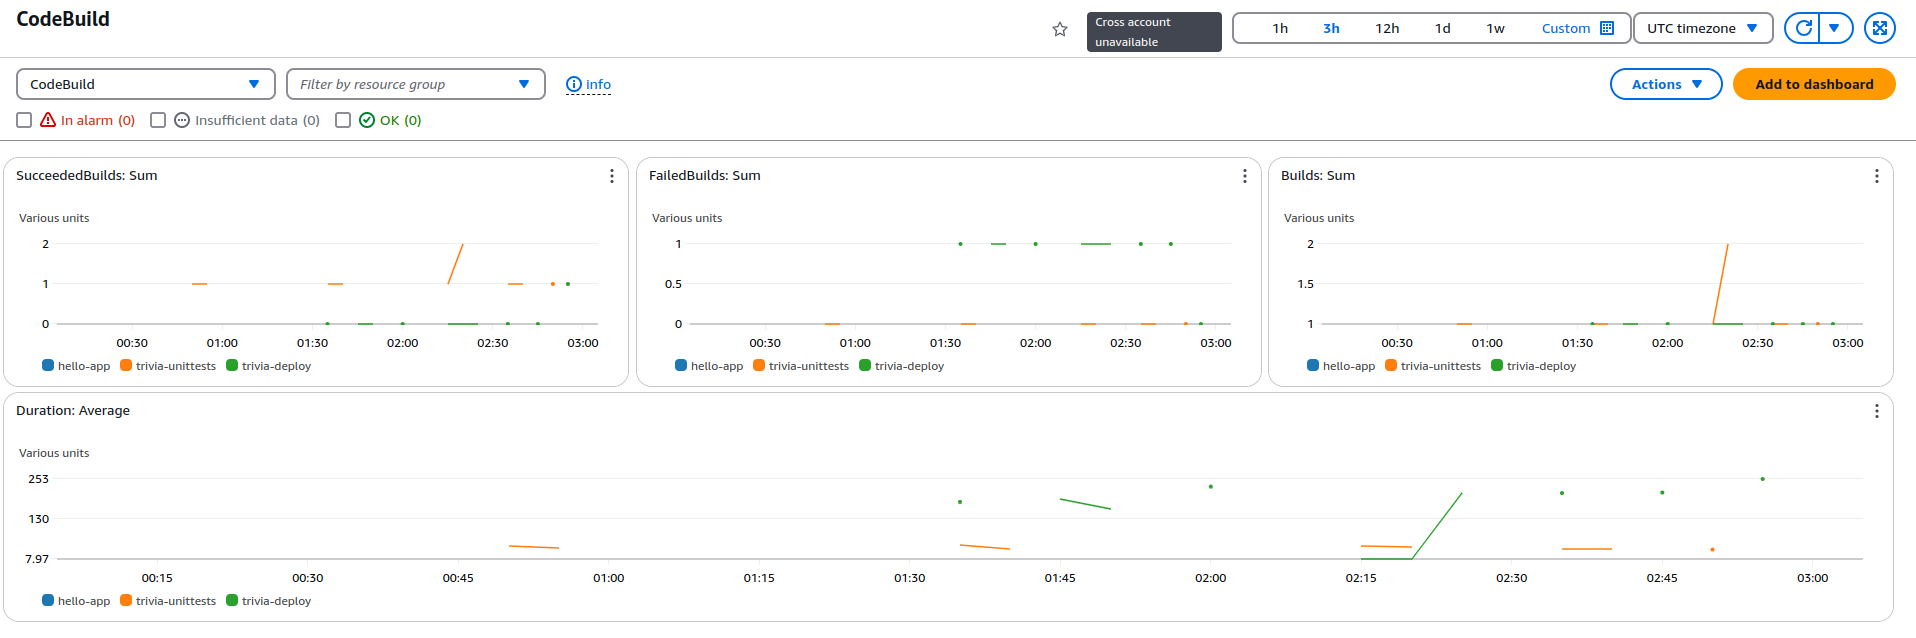 CodeBuild
Cross account
unavailable
1h 3h 12h 1d 1w Custom
UTC timezone
CodeBuild
Filter by resource group
Info
Actions
Add to dashboard
In alarm (0)
Insufficient data (0)
OK (0)
SucceededBuilds: Sum
Various units
2
1
0
00:30 01:00 01:30 02:00 02:30 03:00
hello-app trivia-unittests trivia-deploy
FailedBuilds: Sum
Various units
1
0.5
0
00:30 01:00 01:30 02:00 02:30 03:00
hello-app trivia-unittests trivia-deploy
Builds: Sum
Various units
2
1.5
1
00:30 01:00 01:30 02:00 02:30 03:00
hello-app trivia-unittests trivia-deploy
Duration: Average
Various units
253
130
7.97
00:15 00:30 00:45 01:00 01:15 01:30 01:45 02:00 02:15 02:30 02:45 03:00
hello-app trivia-unittests trivia-deploy